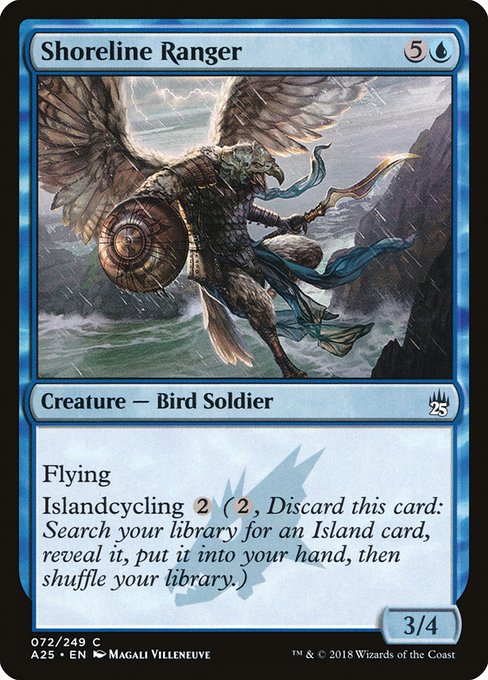 Shoreline Ranger 5
Creature — Bird Soldier
25
Flying
Islandcycling 2 (2, Discard this card:
Search your library for an Island card,
reveal it, put it into your hand, then
shuffle your library.)
3/4
072/249 C
A25 • EN Magali Villeneuve
™ & © 2018 Wizards of the Coast